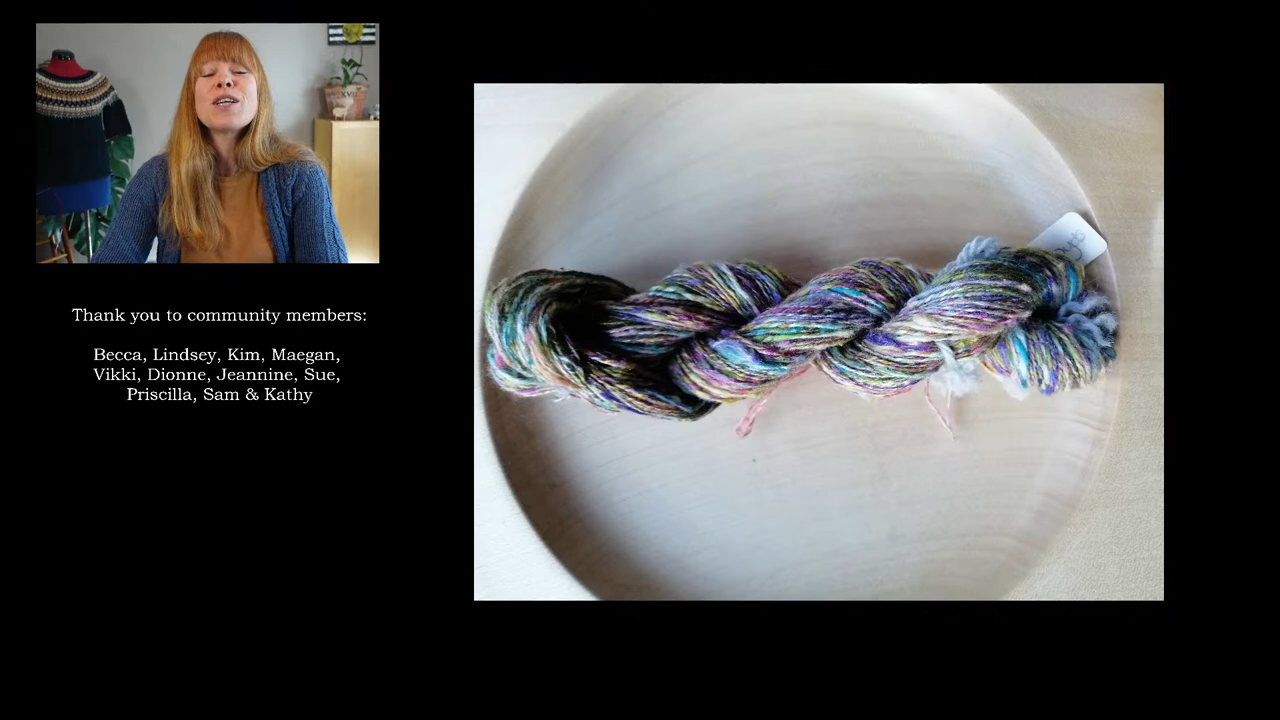 Thank you to community members:
Becca, Lindsey, Kim, Maegan,
Vikki, Dionne, Jeannine, Sue,
Priscilla, Sam & Kathy